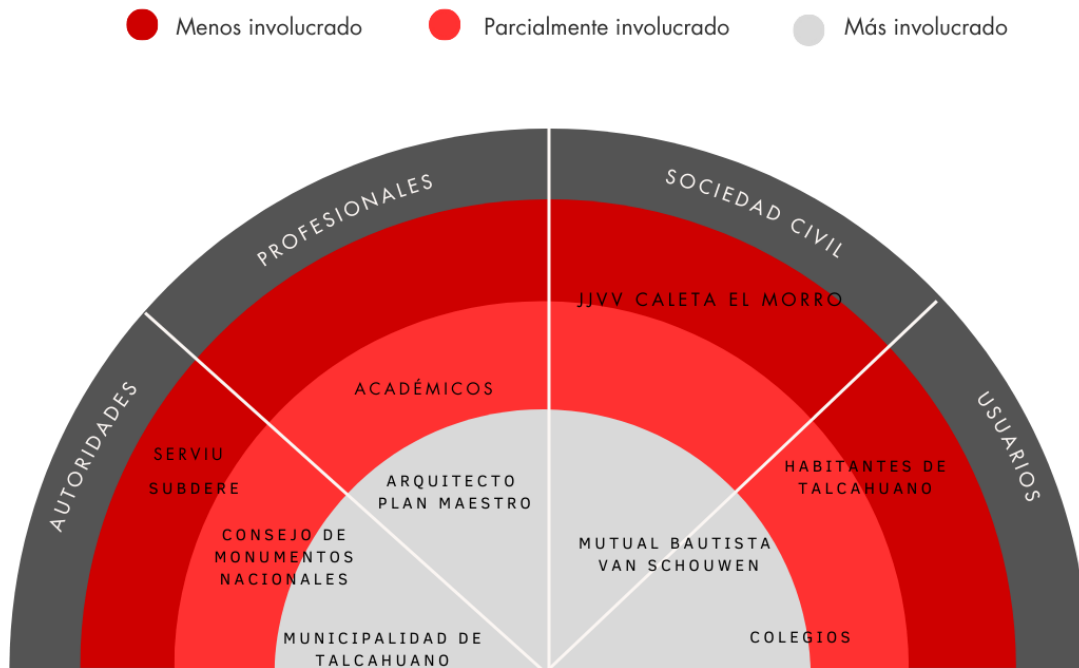 Menos involucrado
Parcialmente involucrado
Más involucrado
AUTORIDADES
PROFESIONALES
SOCIEDAD CIVIL
USUARIOS
JJVV CALETA EL MORRO
ACADÉMICOS
SERVIU
SUBDERE
ARQUITECTO
PLAN MAESTRO
HABITANTES DE
TALCAHUANO
CONSEJO DE
MONUMENTOS
NACIONALES
MUTUAL BAUTISTA
VAN SCHOUWEN
MUNICIPALIDAD DE
TALCAHUANO
COLEGIOS